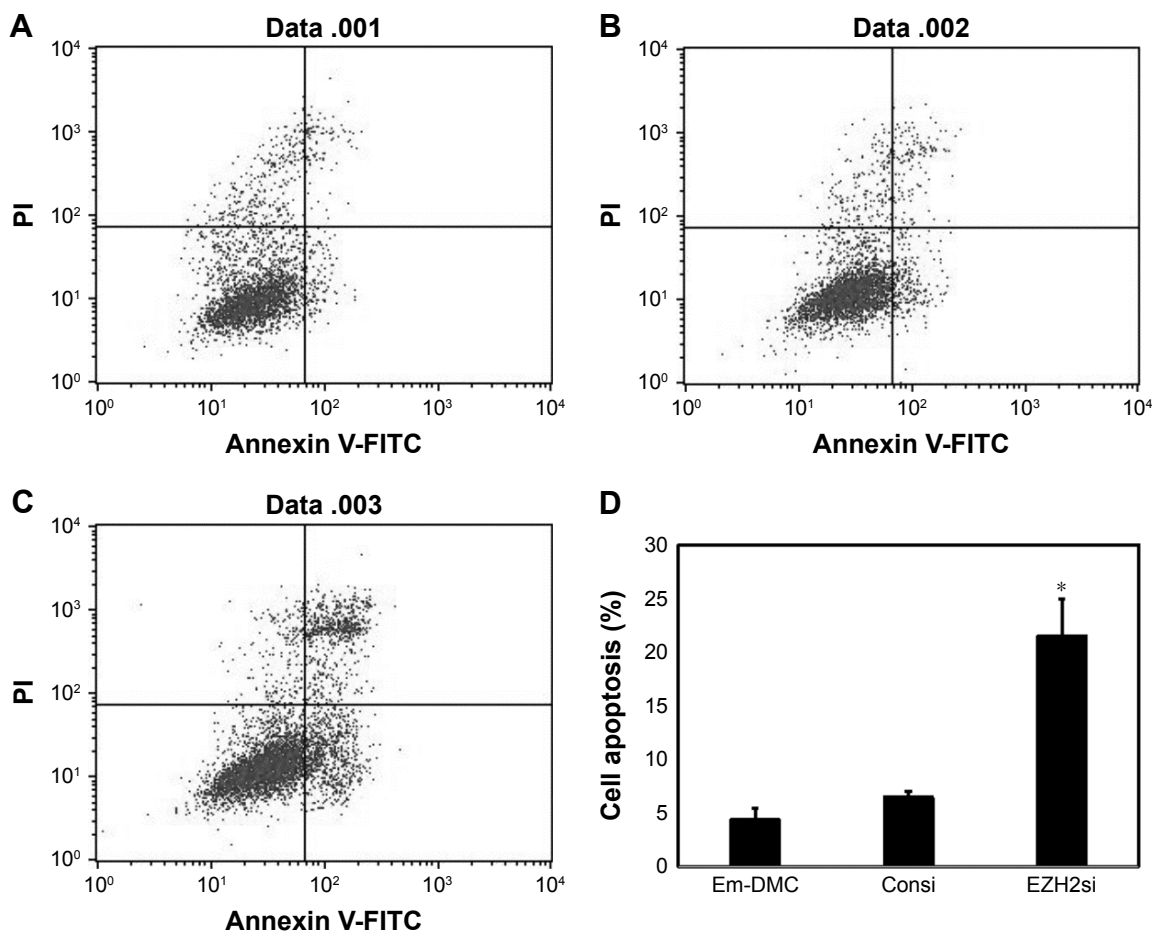 A
Data .001
10⁴
10³
10²
10¹
10⁰
PI
10⁰ 10¹ 10² 10³ 10⁴
Annexin V-FITC
B
Data .002
10⁴
10³
10²
10¹
10⁰
PI
10⁰ 10¹ 10² 10³ 10⁴
Annexin V-FITC
C
Data .003
10⁴
10³
10²
10¹
10⁰
PI
10⁰ 10¹ 10² 10³ 10⁴
Annexin V-FITC
D
30
25
20
15
10
5
0
Cell apoptosis (%)
*
Em-DMC Consi EZH2si